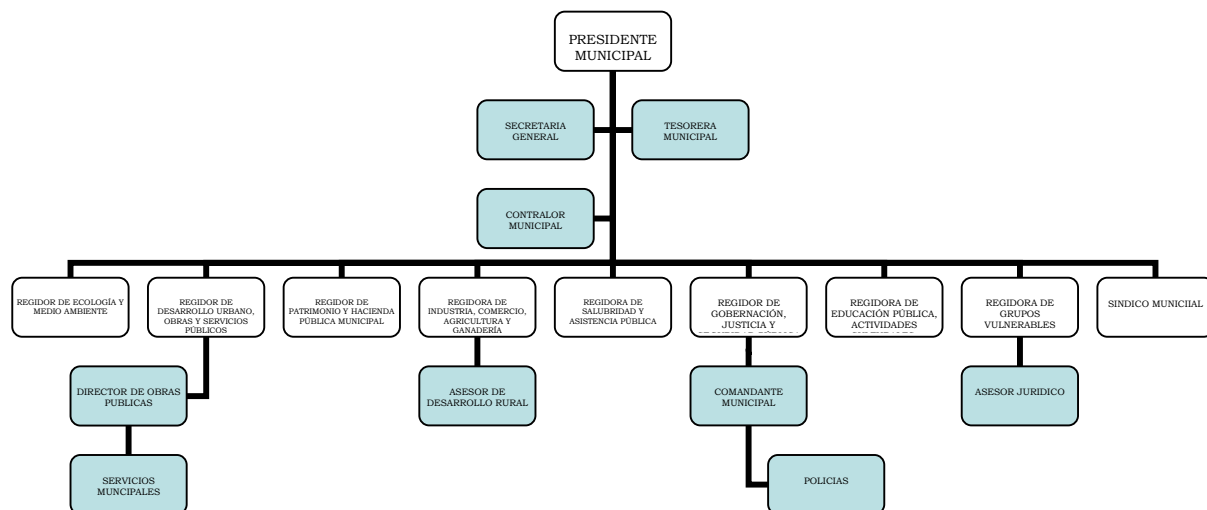 PRESIDENTE
MUNICIPAL
SECRETARIA
GENERAL
TESORERA
MUNICIPAL
CONTRALOR
MUNICIPAL
REGIDOR DE ECOLOGÍA Y
MEDIO AMBIENTE
REGIDOR DE
DESARROLLO URBANO,
OBRAS Y SERVICIOS
PÚBLICOS
REGIDOR DE
PATRIMONIO Y HACIENDA
PÚBLICA MUNICIPAL
REGIDORA DE
INDUSTRIA, COMERCIO,
AGRICULTURA Y
GANADERÍA
REGIDORA DE
SALUBRIDAD Y
ASISTENCIA PÚBLICA
REGIDOR DE
GOBERNACIÓN,
JUSTICIA Y
REGIDORA DE
EDUCACIÓN PÚBLICA,
ACTIVIDADES
REGIDORA DE
GRUPOS
VULNERABLES
SINDICO MUNICIIAL
DIRECTOR DE OBRAS
PUBLICAS
ASESOR DE
DESARROLLO RURAL
COMANDANTE
MUNICIPAL
ASESOR JURIDICO
SERVICIOS
MUNCIPALES
POLICIAS